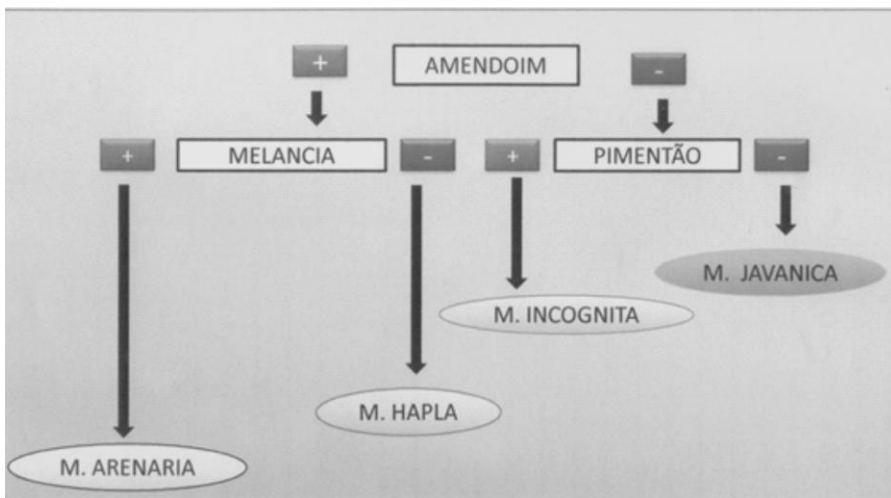 + AMENDOIM -
+ MELANCIA - + PIMENTÃO -
M. JAVANICA
M. INCOGNITA
M. HAPLA
M. ARENARIA